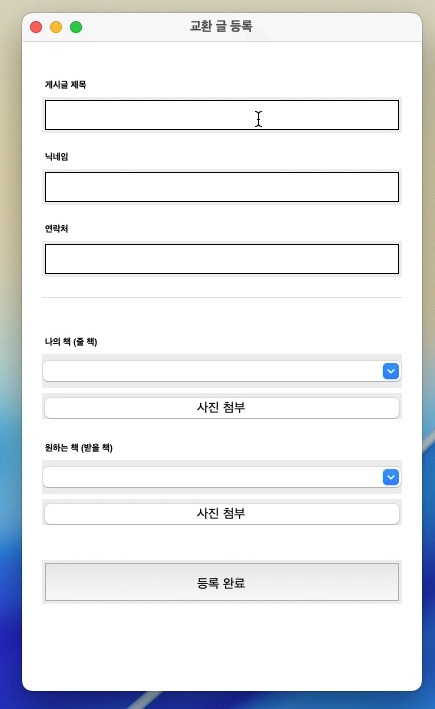 교환 글 등록
게시글 제목
닉네임
연락처
나의 책 (줄 책)
사진 첨부
원하는 책 (받을 책)
사진 첨부
등록 완료